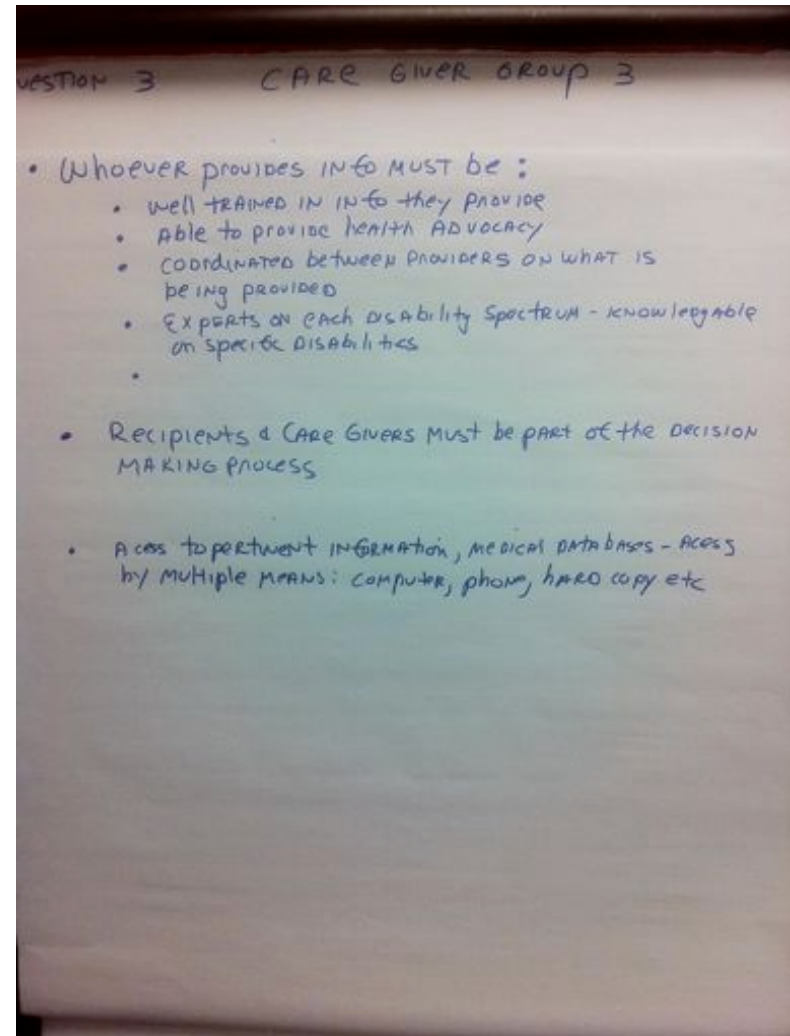 UESTION 3 CARE GIVER GROUP 3
• Whoever provides INfo MUST be :
• well TRAINED IN INfo they PROVIDE
• Able to provide heAlth ADVOCACY
• COORdiNATED between PROVIDERS ON WHAT IS
beING PROVIDED
• EXPERTS ON EACH DISAbility SpectRUM - KNOWledgAble
on specific DISAbilities
•
• Recipients & CARe GIveRs Must be pARt of the DECISION
MAKING PROCESS
• Acess to pertinent INfoRMAtion, MEDICAL DATAbASES - Acess
by Multiple MEANS: COMPUTER, phone, hARD copy etc